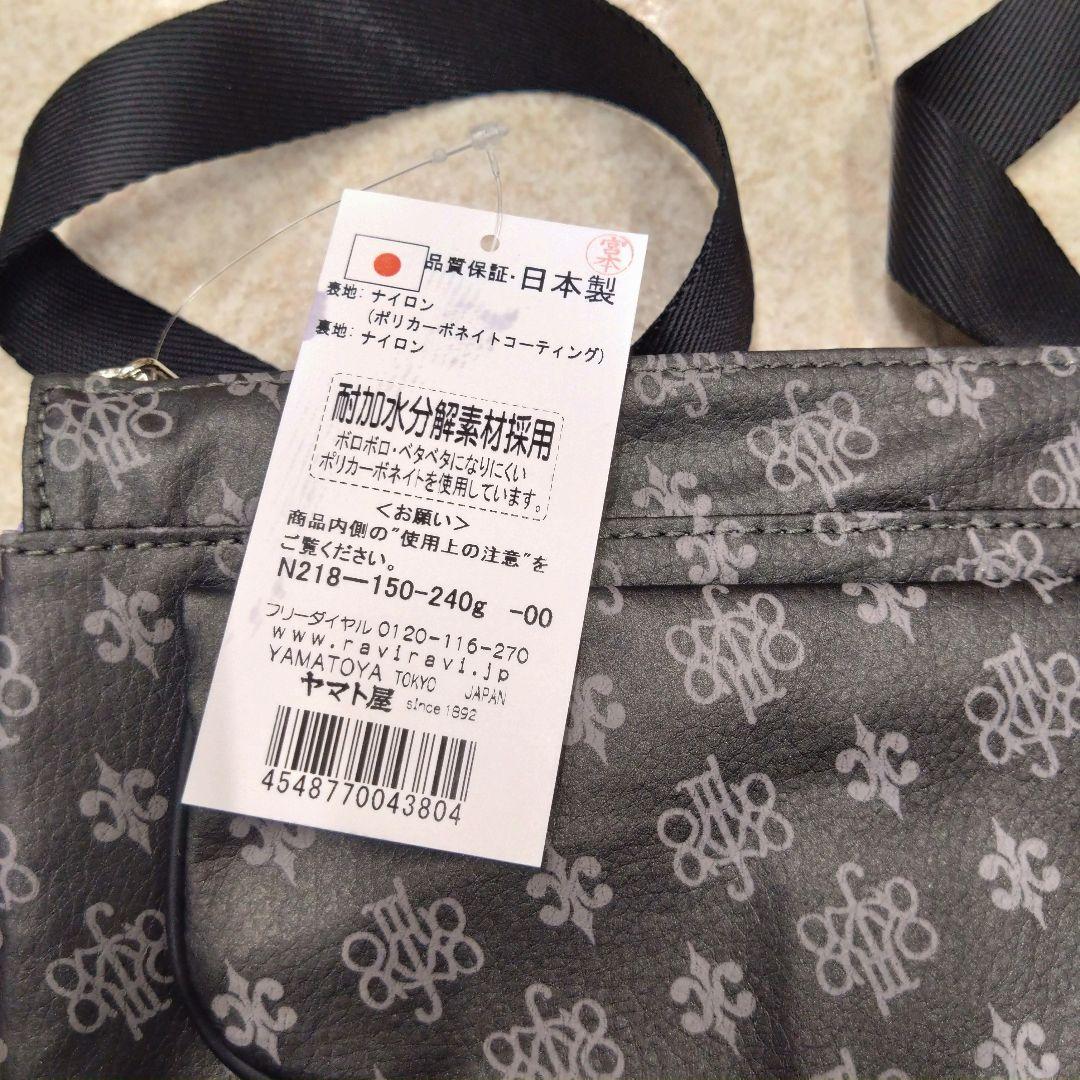 品質保証・日本製
宮本
表地: ナイロン
(ポリカーボネイトコーティング)
裏地: ナイロン
耐加水分解素材採用
ボロボロ・ベタベタになりにくい
ポリカーボネイトを使用しています。
<お願い>
商品内側の"使用上の注意"を
ご覧ください。
N218—150-240g -00
フリーダイヤル 0120-116-270
www.raviravi.jp
YAMATOYA TOKYO JAPAN
ヤマト屋 since 1892
4548770043804